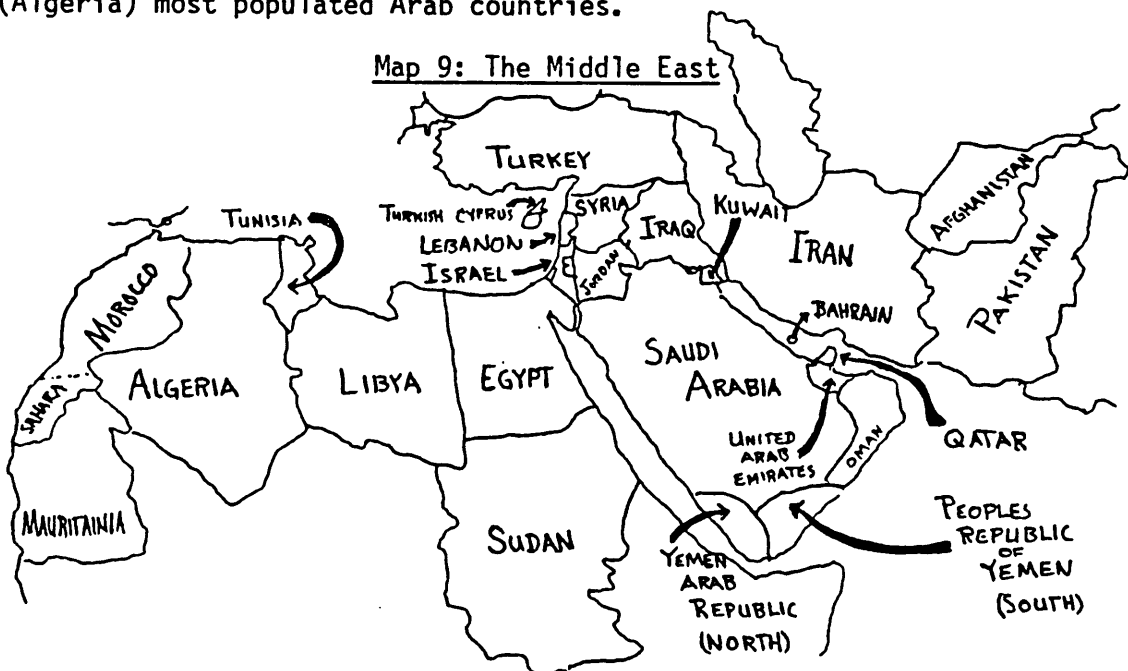 (Algeria) most populated Arab countries.
Map 9: The Middle East
TURKEY
AFGHANISTAN
TUNISIA
TURKISH CYPRUS
SYRIA
KUWAIT
LEBANON
IRAQ
IRAN
ISRAEL
JORDAN
PAKISTAN
MOROCCO
BAHRAIN
SAUDI
ARABIA
ALGERIA
LIBYA
EGYPT
SAHARA
UNITED
ARAB
EMIRATES
OMAN
QATAR
MAURITAINIA
SUDAN
YEMEN
ARAB
REPUBLIC
(NORTH)
PEOPLES
REPUBLIC
OF
YEMEN
(SOUTH)